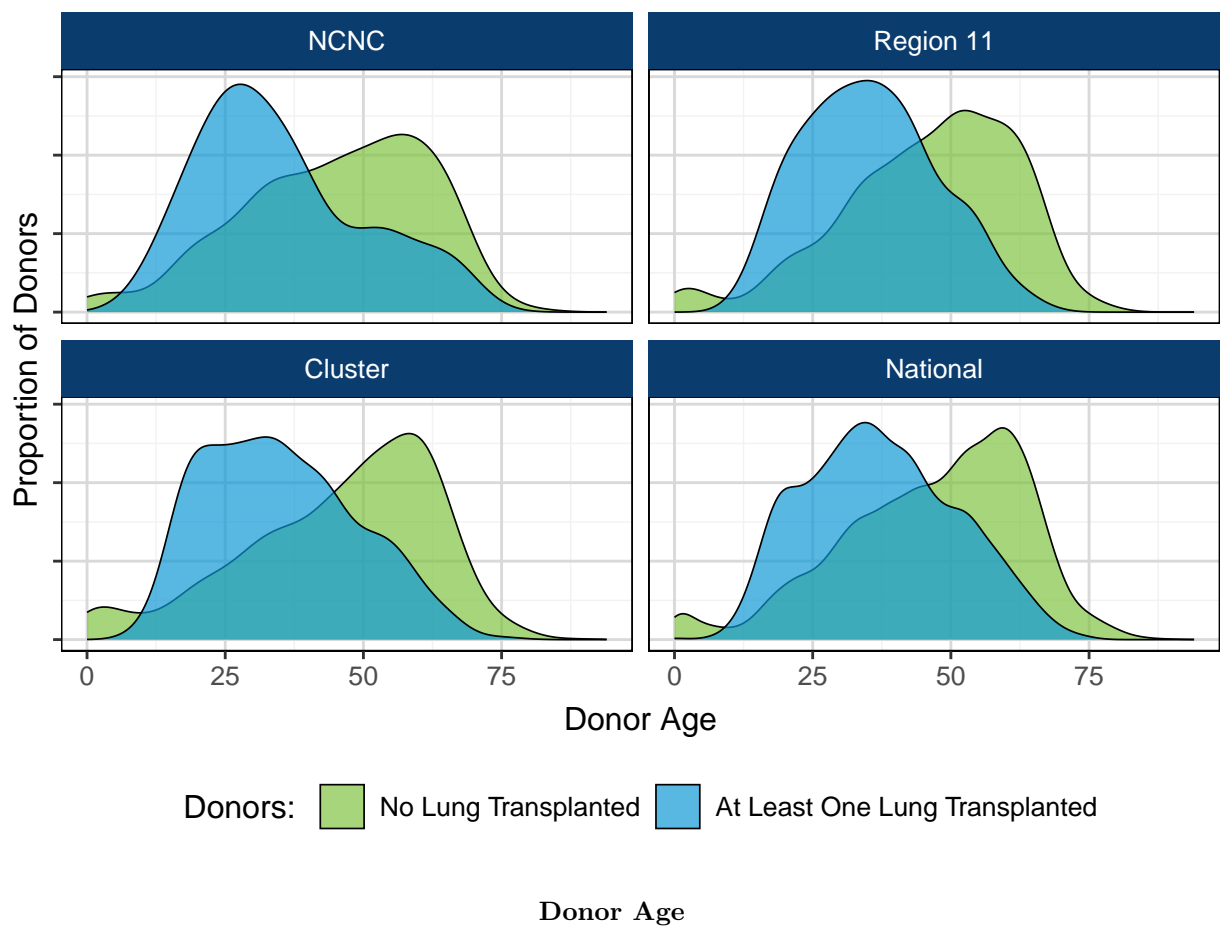 NCNC
Region 11
Cluster
National
Proportion of Donors
0 25 50 75
0 25 50 75
Donor Age
Donors: No Lung Transplanted At Least One Lung Transplanted
Donor Age